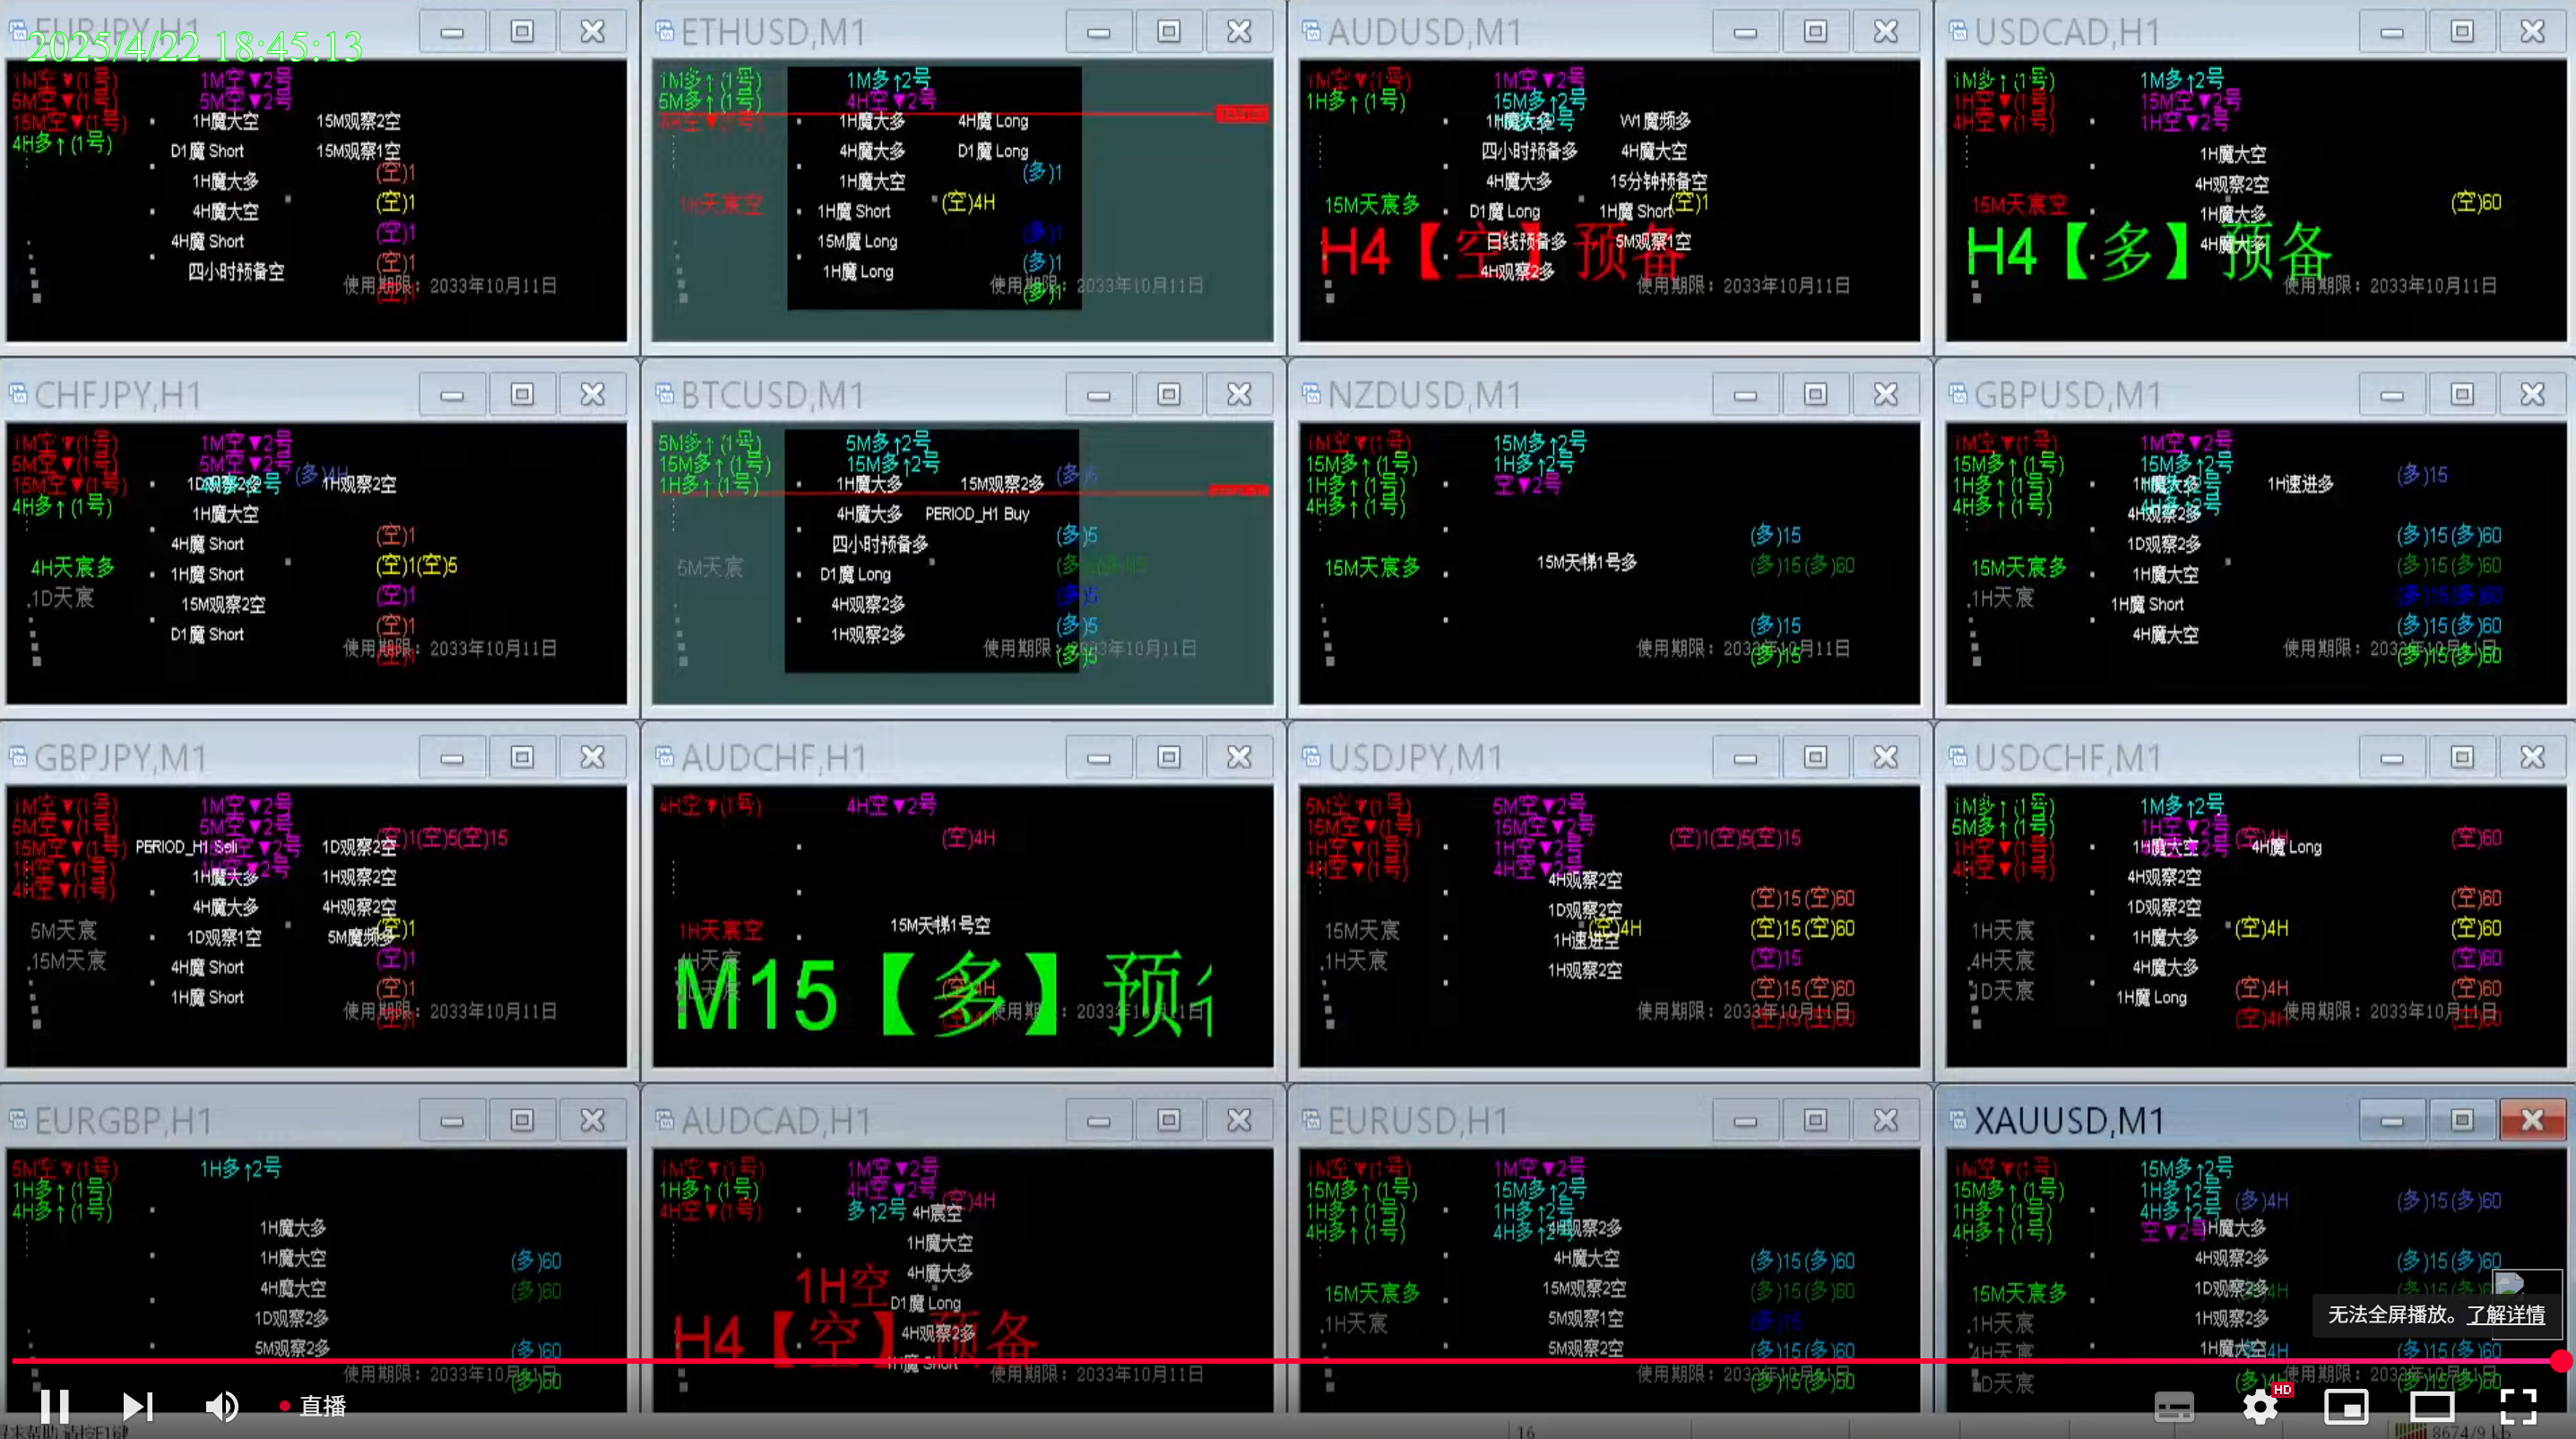 EURJPY,H1
2025/4/22 18:45:13
1M空▼(1号)
5M空▼(1号)
15M空▼(1号)
4H多↑(1号)
1M空▼2号
5M空▼2号
1H魔大空 15M观察2空
D1魔 Short 15M观察1空
(空)1
1H魔大多
4H魔大空 (空)1
4H魔 Short (空)1
四小时预备空 (空)1
使用期限：2033年10月11日
(空)1
ETHUSD,M1
1M多↑(1号) 1M多↑2号
5M多↑(1号) 4H空▼2号
1H魔大多 4H魔 Long
4H魔大多 D1魔 Long
1H魔大空 (多)1
1H天宸空 1H魔 Short (空)4H
15M魔 Long (多)1
1H魔 Long (多)1
使用期限：2033年10月11日
(多)1
AUDUSD,M1
1M空▼(1号) 1M空▼2号
1H多↑(1号) 15M多↑2号
1H魔大多 W1魔频多
四小时预备多 4H魔大空
4H魔大多 15分钟预备空
15M天宸多 D1魔 Long 1H魔 Short (空)1
H4【空】预备
日线预备多 5M观察1空
4H观察2多
使用期限：2033年10月11日
USDCAD,H1
1M多↑(1号) 1M多↑2号
1H空▼(1号) 15M空▼2号
4H空▼(1号) 1H空▼2号
1H魔大空
4H观察2空
15M天宸空 1H魔大多 (空)60
H4【多】预备
4H魔大多
使用期限：2033年10月11日
CHFJPY,H1
1M空▼(1号) 1M空▼2号
5M空▼(1号) 5M空▼2号
15M空▼(1号) 1D观察2多 (多)4H 1H观察2空
4H多↑(1号) 1H魔大空
4H魔 Short (空)1
4H天宸多 1H魔 Short (空)1(空)5
1D天宸 15M观察2空 (空)1
D1魔 Short (空)1
使用期限：2033年10月11日
(空)1
BTCUSD,M1
5M多↑(1号) 5M多↑2号
15M多↑(1号) 15M多↑2号
1H多↑(1号) 1H魔大多 15M观察2多 (多)5
4H魔大多 PERIOD_H1 Buy
四小时预备多 (多)5
5M天宸 D1魔 Long
4H观察2多 (多)5
1H观察2多 (多)5
使用期限：2033年10月11日
(多)5
NZDUSD,M1
1M空▼(1号) 15M多↑2号
15M多↑(1号) 1H多↑2号
1H多↑(1号) 空▼2号
4H多↑(1号)
(多)15
15M天宸多 15M天梯1号多 (多)15(多)60
(多)15
使用期限：2033年10月11日
(多)15
GBPUSD,M1
1M空▼(1号) 1M空▼2号
15M多↑(1号) 15M多↑2号
1H多↑(1号) 1H魔大多 1H速进多 (多)15
4H多↑(1号) 4H观察2多
1D观察2多 (多)15(多)60
15M天宸多 1H魔大空 (多)15(多)60
1H天宸 1H魔 Short (多)15(多)60
4H魔大空 (多)15(多)60
使用期限：2033年10月11日
(多)15(多)60
GBPJPY,M1
1M空▼(1号) 1M空▼2号
5M空▼(1号) 5M空▼2号 (空)1(空)5(空)15
15M空▼(1号) PERIOD_H1 Sell 1D观察2空
1H空▼(1号) 1H魔大多 1H观察2空
4H空▼(1号) 4H魔大多 4H观察2空
5M天宸 1D观察1空 5M魔频多 (空)1
15M天宸 4H魔 Short (空)1
1H魔 Short (空)1
使用期限：2033年10月11日
(空)1
AUDCHF,H1
4H空▼(1号) 4H空▼2号
(空)4H
1H天宸空 15M天梯1号空
4H天宸
M15【多】预
(空)4H
使用期限：2033年10月11日
USDJPY,M1
5M空▼(1号) 5M空▼2号
15M空▼(1号) 15M空▼2号 (空)1(空)5(空)15
1H空▼(1号) 1H空▼2号
4H空▼(1号) 4H空▼2号
4H观察2空
1D观察2空 (空)15(空)60
15M天宸 (空)4H (空)15(空)60
1H天宸 1H速进空 (空)15
1H观察2空 (空)15(空)60
使用期限：2033年10月11日
(空)15(空)60
USDCHF,M1
1M多↑(1号) 1M多↑2号
5M多↑(1号) 1H空▼2号 (空)4H (空)60
1H空▼(1号) 1H魔大空 4H魔 Long
4H空▼(1号) 4H观察2空
1D观察2空 (空)60
1H天宸 1H魔大多 (空)4H (空)60
4H天宸 4H魔大多 (空)60
1D天宸 1H魔 Long (空)4H (空)60
使用期限：2033年10月11日
(空)4H (空)60
EURGBP,H1
5M空▼(1号) 1H多↑2号
1H多↑(1号)
4H多↑(1号)
1H魔大多
1H魔大空 (多)60
4H魔大空 (多)60
1D观察2多
5M观察2多 (多)60
使用期限：2033年10月11日
(多)60
AUDCAD,H1
1M空▼(1号) 1M空▼2号
1H多↑(1号) 4H空▼2号 (空)4H
4H空▼(1号) 多↑2号 4H宸空
1H魔大空
1H空 4H魔大多
D1魔 Long
H4【空】预备
4H观察2多
1H魔 Short
使用期限：2033年10月11日
EURUSD,H1
1M空▼(1号) 1M空▼2号
15M多↑(1号) 15M多↑2号
1H多↑(1号) 1H多↑2号
4H多↑(1号) 4H多↑2号 4H观察2多
4H魔大空 (多)15(多)60
15M天宸多 15M观察2空 (多)15(多)60
1H天宸 5M观察1空 (多)15
5M观察2空 (多)15(多)60
使用期限：2033年10月11日
(多)15(多)60
XAUUSD,M1
1M空▼(1号) 15M多↑2号
15M多↑(1号) 1H多↑2号 (多)4H (多)15(多)60
1H多↑(1号) 4H多↑2号
4H多↑(1号) 空▼2号 1H魔大多
4H观察2多 (多)15(多)60
15M天宸多 1D观察2多
1H天宸 1H观察2多
4H天宸 1H魔大空 (多)15(多)60
1D天宸 使用期限：2033年10月11日
无法全屏播放。了解详情
直播
HD
16
8674/9 kb